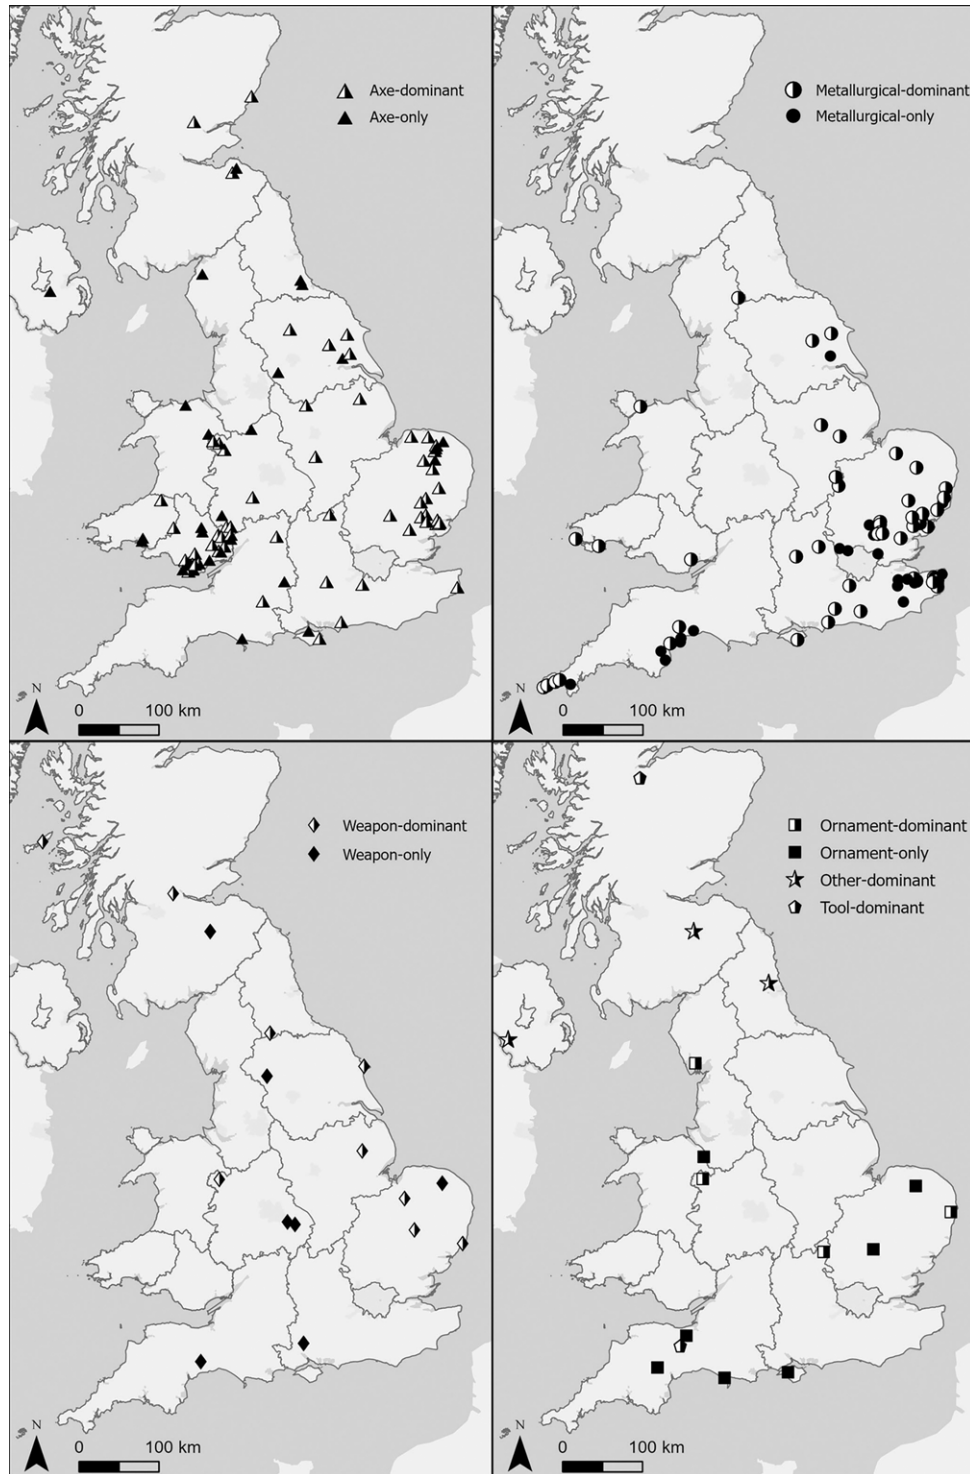 Axe-dominant
Axe-only
N
0 100 km
Metallurgical-dominant
Metallurgical-only
N
0 100 km
Weapon-dominant
Weapon-only
N
0 100 km
Ornament-dominant
Ornament-only
Other-dominant
Tool-dominant
N
0 100 km